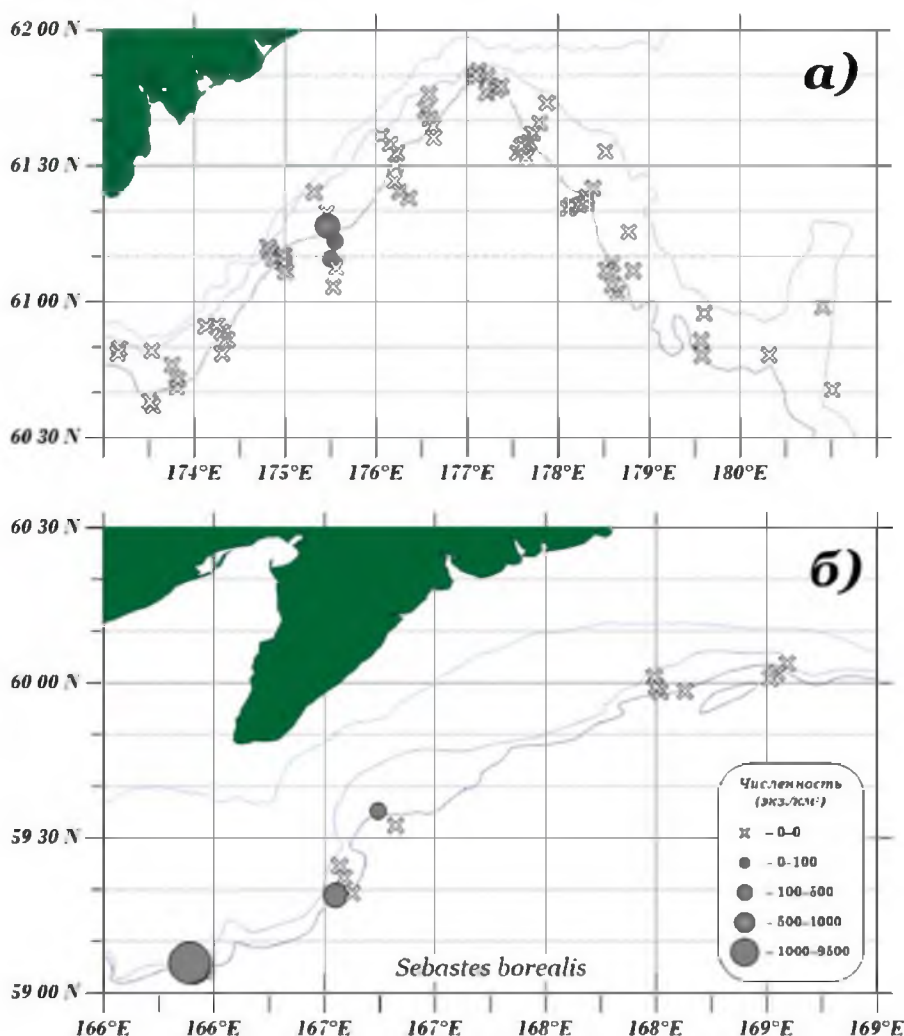 62 00 N
a)
61 30 N
61 00 N
60 30 N
174°E 175°E 176°E 177°E 178°E 179°E 180°E
60 30 N
б)
60 00 N
59 30 N
59 00 N
Численность
(экз/км²)
- 0-0
- 0-100
- 100-500
- 500-1000
- 1000-9500
Sebastes borealis
166°E 166°E 167°E 167°E 168°E 168°E 169°E 169°E